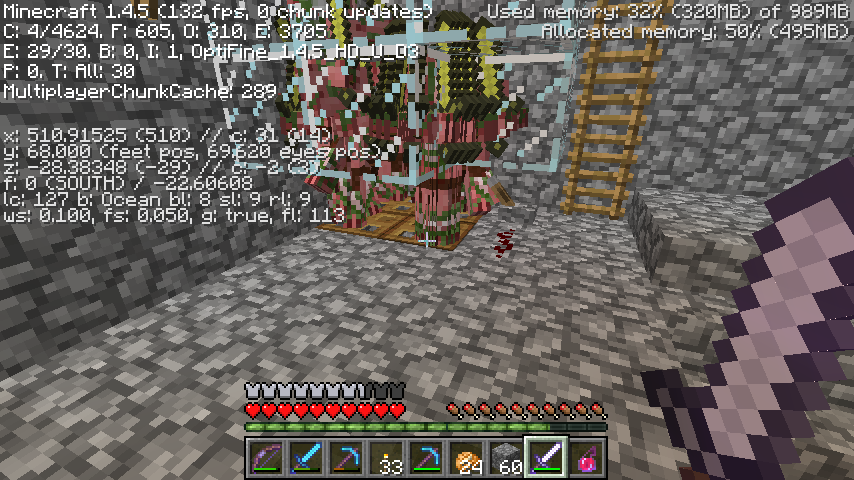 Minecraft 1.4.5 (132 fps, 0 chunk updates)
Used memory: 32% (320MB) of 989MB
C: 4/4624, F: 605, O: 310, E: 3705
Allocated memory: 50% (495MB)
E: 29/30, B: 0, I: 1, OptiFine_1.4.5_HD_U_D3
P: 0, T: All: 30
MultiplayerChunkCache: 289
x: 510.91525 (510) // c: 31 (14)
y: 68.000 (feet pos, 69.620 eyes pos)
z: -28.38348 (-29) // c: -2 (3)
f: 0 (SOUTH) / -22.60608
lc: 127 b: Ocean bl: 8 sl: 9 rl: 9
ws: 0.100, fs: 0.050, g: true, fl: 113
33
24
60